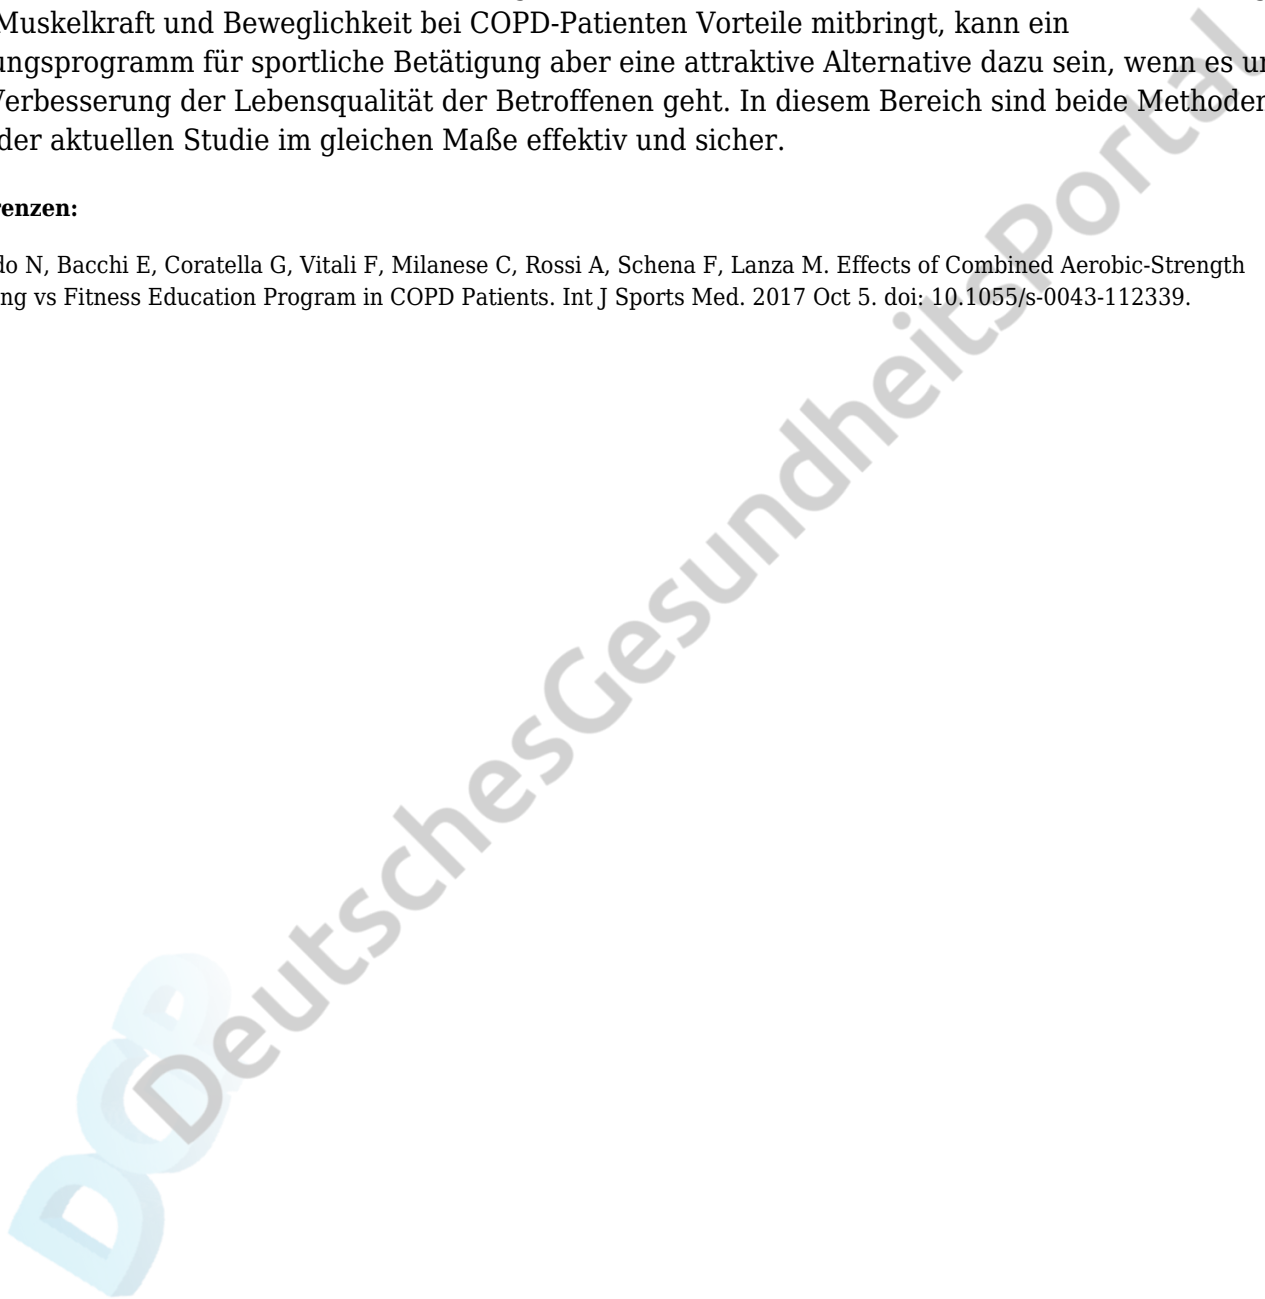 Muskelkraft und Beweglichkeit bei COPD-Patienten Vorteile mitbringt, kann ein
ungsprogramm für sportliche Betätigung aber eine attraktive Alternative dazu sein, wenn es
Verbesserung der Lebensqualität der Betroffenen geht. In diesem Bereich sind beide Methoden
der aktuellen Studie im gleichen Maße effektiv und sicher.
renzen:
do N, Bacchi E, Coratella G, Vitali F, Milanese C, Rossi A, Schena F, Lanza M. Effects of Combined Aerobic-Strength
ng vs Fitness Education Program in COPD Patients. Int J Sports Med. 2017 Oct 5. doi: 10.1055/s-0043-112339.
DeutschesGesundheitsPortal
DGP